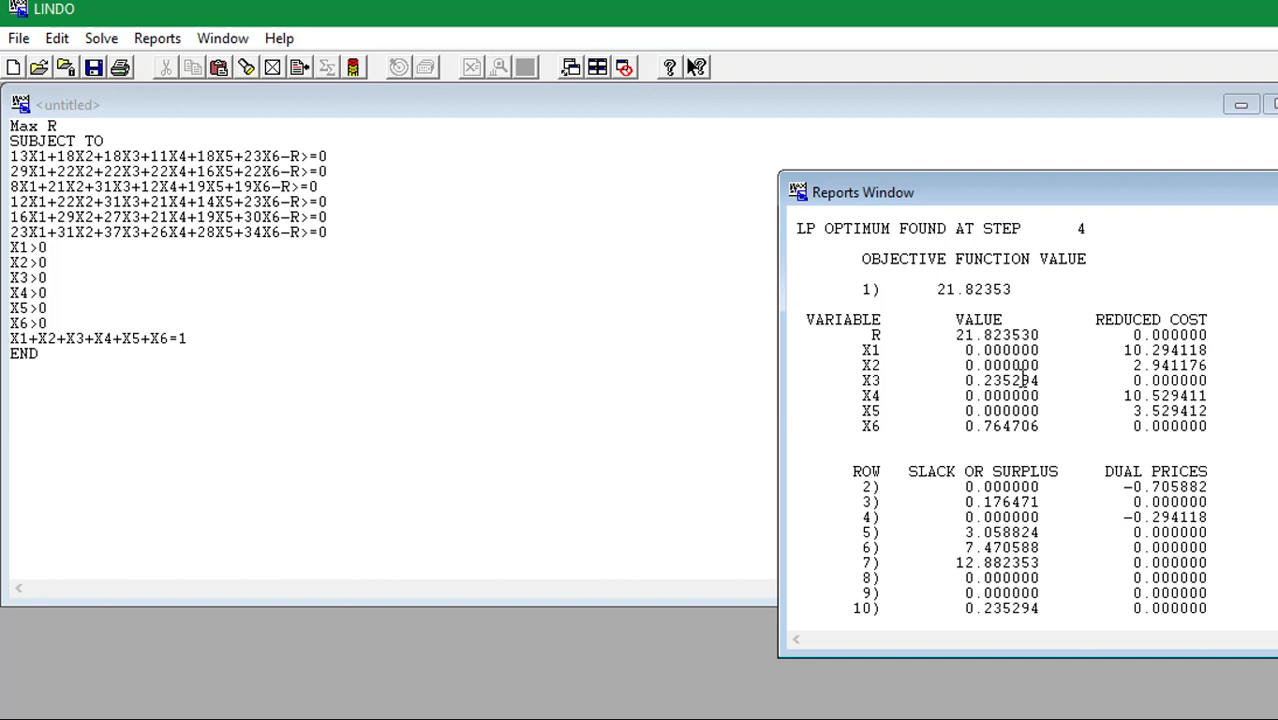 LINDO
File Edit Solve Reports Window Help
<untitled>
Max R
SUBJECT TO
13X1+18X2+18X3+11X4+18X5+23X6-R>=0
29X1+22X2+22X3+22X4+16X5+22X6-R>=0
8X1+21X2+31X3+12X4+19X5+19X6-R>=0
12X1+22X2+31X3+21X4+14X5+23X6-R>=0
16X1+29X2+27X3+21X4+19X5+30X6-R>=0
23X1+31X2+37X3+26X4+28X5+34X6-R>=0
X1>0
X2>0
X3>0
X4>0
X5>0
X6>0
X1+X2+X3+X4+X5+X6=1
END
Reports Window
LP OPTIMUM FOUND AT STEP 4
OBJECTIVE FUNCTION VALUE
1) 21.82353
VARIABLE VALUE REDUCED COST
R 21.823530 0.000000
X1 0.000000 10.294118
X2 0.000000 2.941176
X3 0.235294 0.000000
X4 0.000000 10.529411
X5 0.000000 3.529412
X6 0.764706 0.000000
ROW SLACK OR SURPLUS DUAL PRICES
2) 0.000000 -0.705882
3) 0.176471 0.000000
4) 0.000000 -0.294118
5) 3.058824 0.000000
6) 7.470588 0.000000
7) 12.882353 0.000000
8) 0.000000 0.000000
9) 0.000000 0.000000
10) 0.235294 0.000000